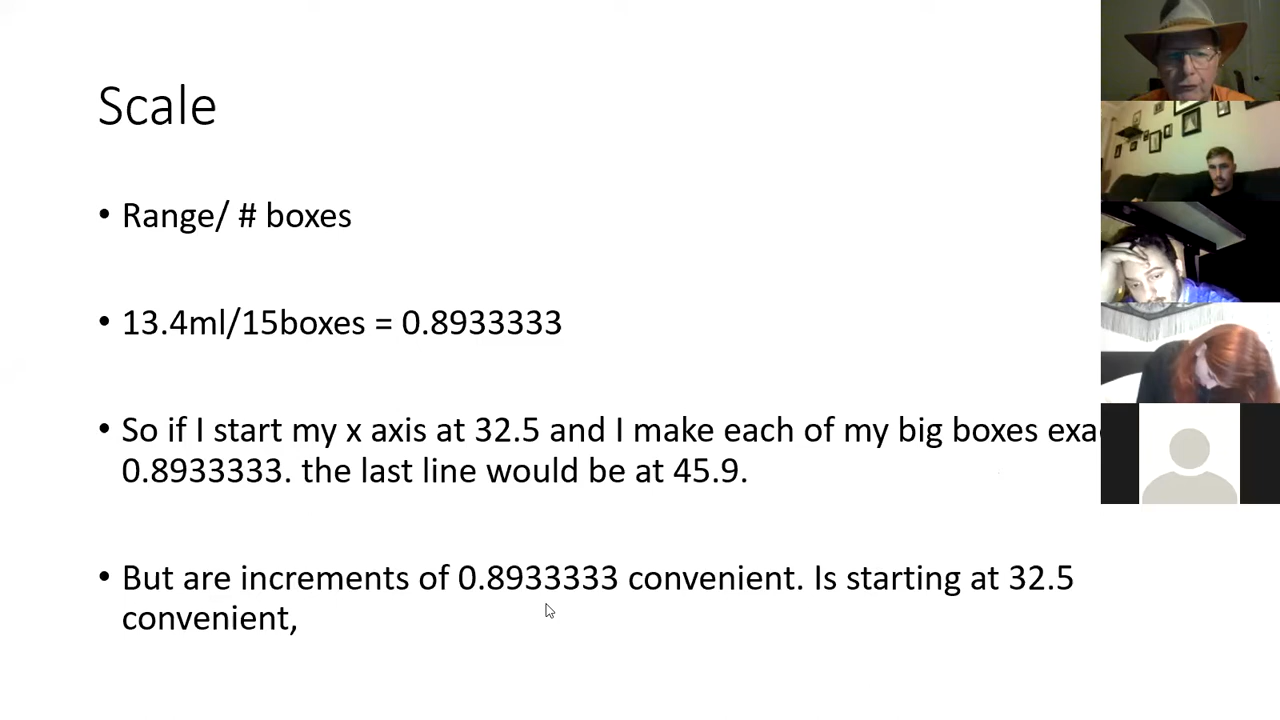 Scale
• Range/ # boxes
• 13.4ml/15boxes = 0.8933333
• So if I start my x axis at 32.5 and I make each of my big boxes
0.8933333. the last line would be at 45.9.
• But are increments of 0.8933333 convenient. Is starting at 32.5
convenient,